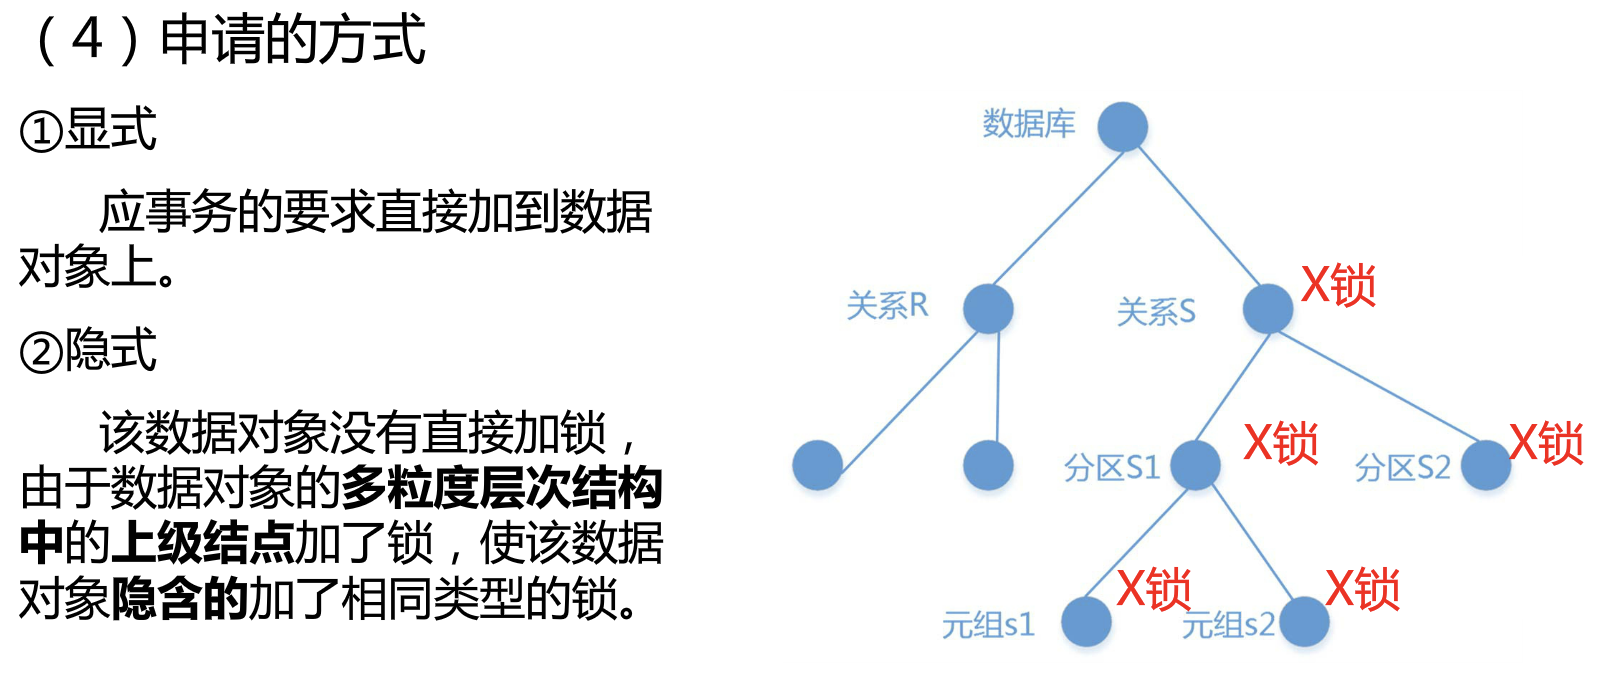 （4）申请的方式
①显式
应事务的要求直接加到数据
对象上。
②隐式
该数据对象没有直接加锁，
由于数据对象的多粒度层次结构
中的上级结点加了锁，使该数据
对象隐含的加了相同类型的锁。
数据库
关系R
关系S
X锁
分区S1
X锁
分区S2
X锁
元组s1
X锁
元组s2
X锁